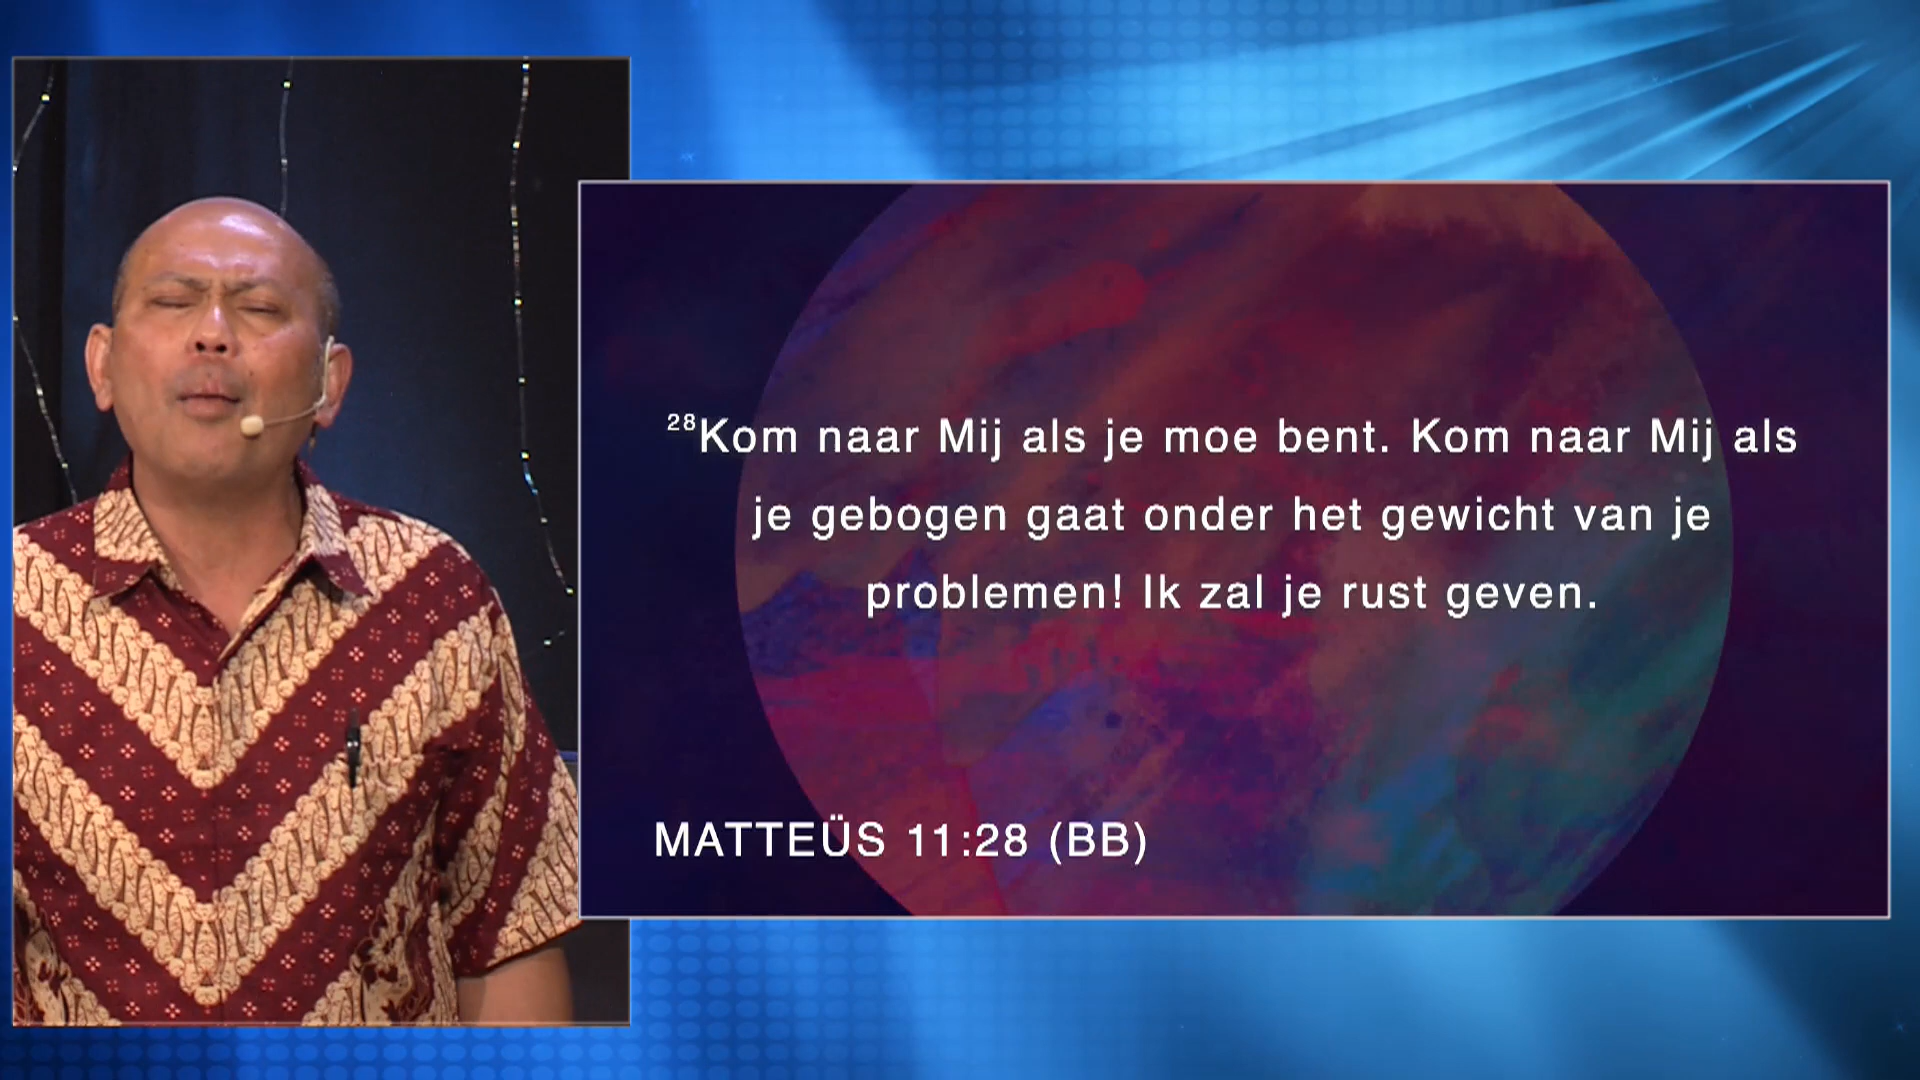 ²⁸Kom naar Mij als je moe bent. Kom naar Mij als
je gebogen gaat onder het gewicht van je
problemen! Ik zal je rust geven.
MATTEÜS 11:28 (BB)